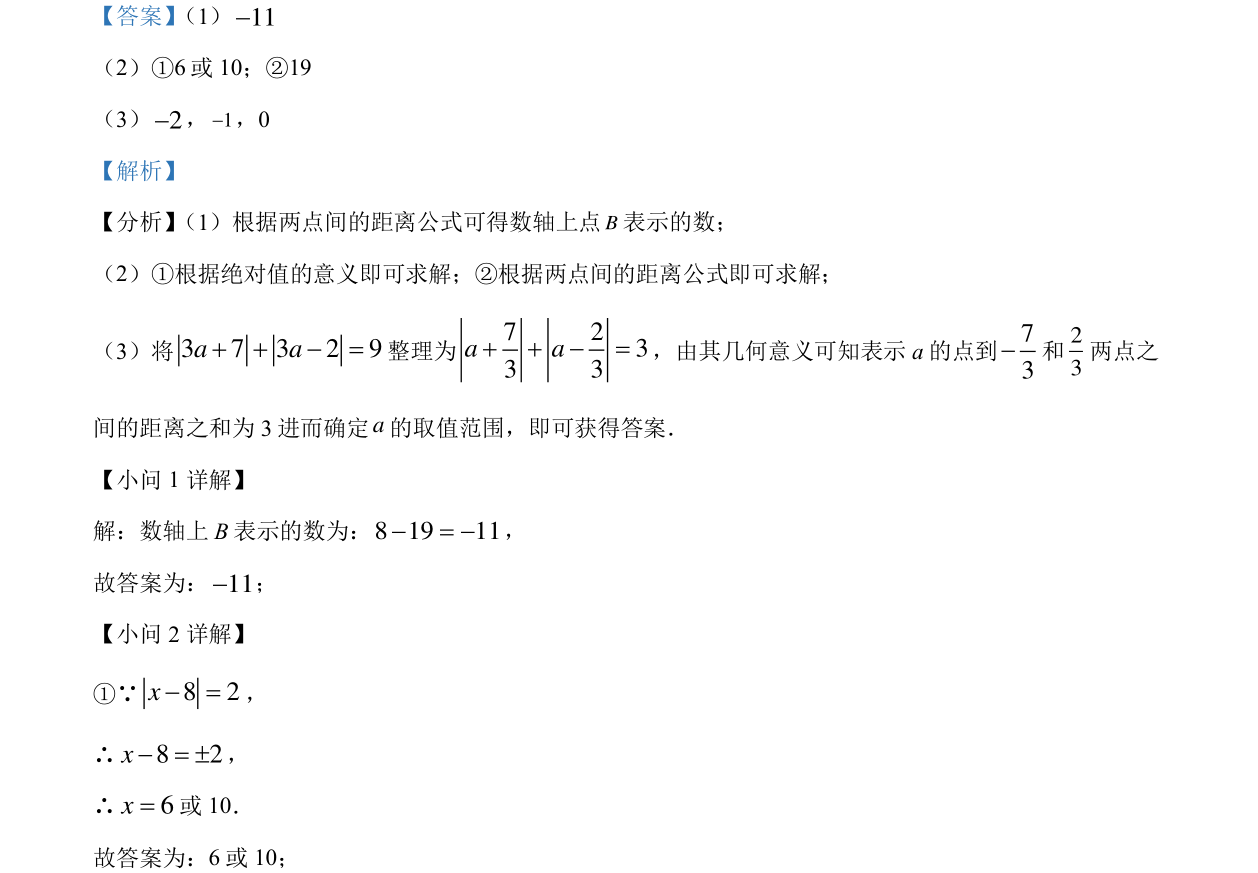 【答案】（1）−11
（2）①6 或 10；②19
（3）−2，−1，0
【解析】
【分析】（1）根据两点间的距离公式可得数轴上点 B 表示的数；
（2）①根据绝对值的意义即可求解；②根据两点间的距离公式即可求解；
（3）将|3a+7|+|3a−2|=9 整理为|a+7/3|+|a−2/3|=3，由其几何意义可知表示 a 的点到−7/3 和 2/3 两点之
间的距离之和为 3 进而确定 a 的取值范围，即可获得答案．
【小问 1 详解】
解：数轴上 B 表示的数为：8−19=−11，
故答案为：−11；
【小问 2 详解】
①∵|x−8|=2，
∴x−8=±2，
∴x=6 或 10．
故答案为：6 或 10；